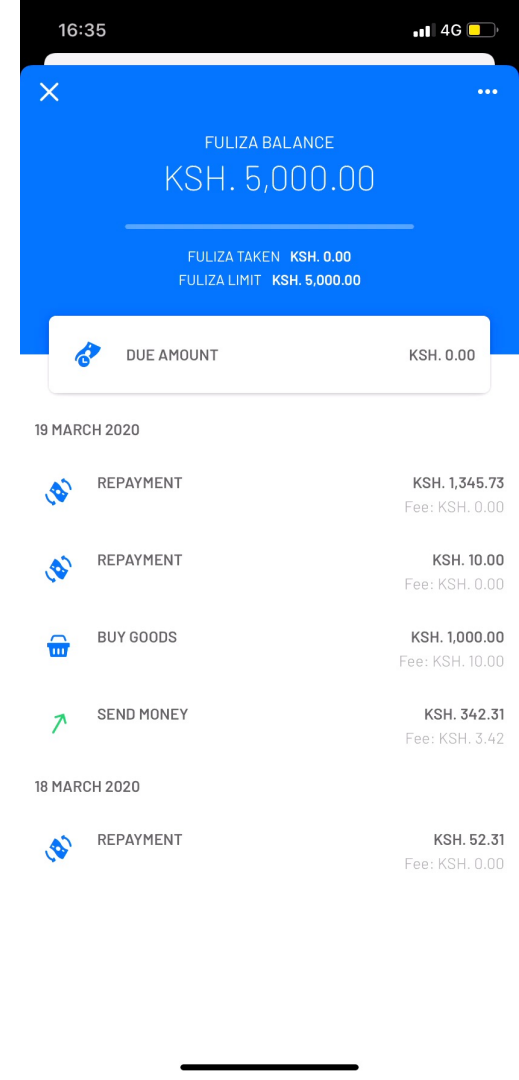 16:35 4G
FULIZA BALANCE
KSH. 5,000.00
FULIZA TAKEN KSH. 0.00
FULIZA LIMIT KSH. 5,000.00
DUE AMOUNT KSH. 0.00
19 MARCH 2020
REPAYMENT KSH. 1,345.73
Fee: KSH. 0.00
REPAYMENT KSH. 10.00
Fee: KSH. 0.00
BUY GOODS KSH. 1,000.00
Fee: KSH. 10.00
SEND MONEY KSH. 342.31
Fee: KSH. 3.42
18 MARCH 2020
REPAYMENT KSH. 52.31
Fee: KSH. 0.00